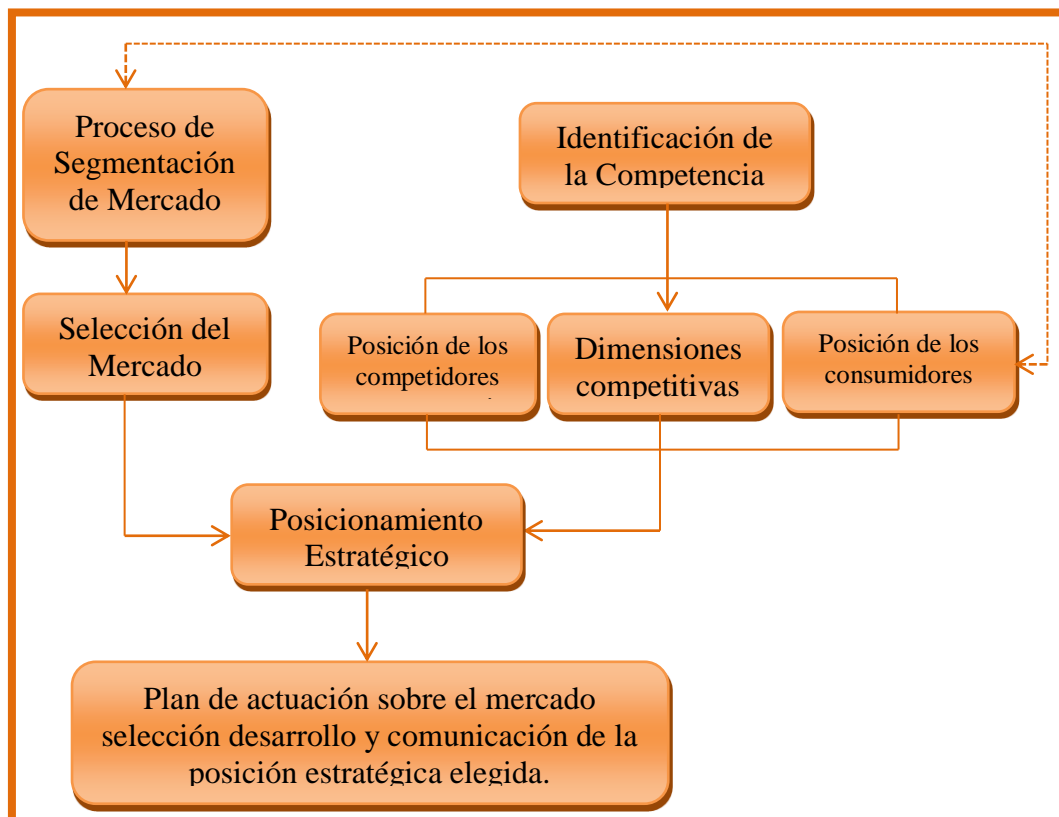 Proceso de
Segmentación
de Mercado
Identificación de
la Competencia
Selección del
Mercado
Posición de los
competidores
Dimensiones
competitivas
Posición de los
consumidores
Posicionamiento
Estratégico
Plan de actuación sobre el mercado
selección desarrollo y comunicación de la
posición estratégica elegida.